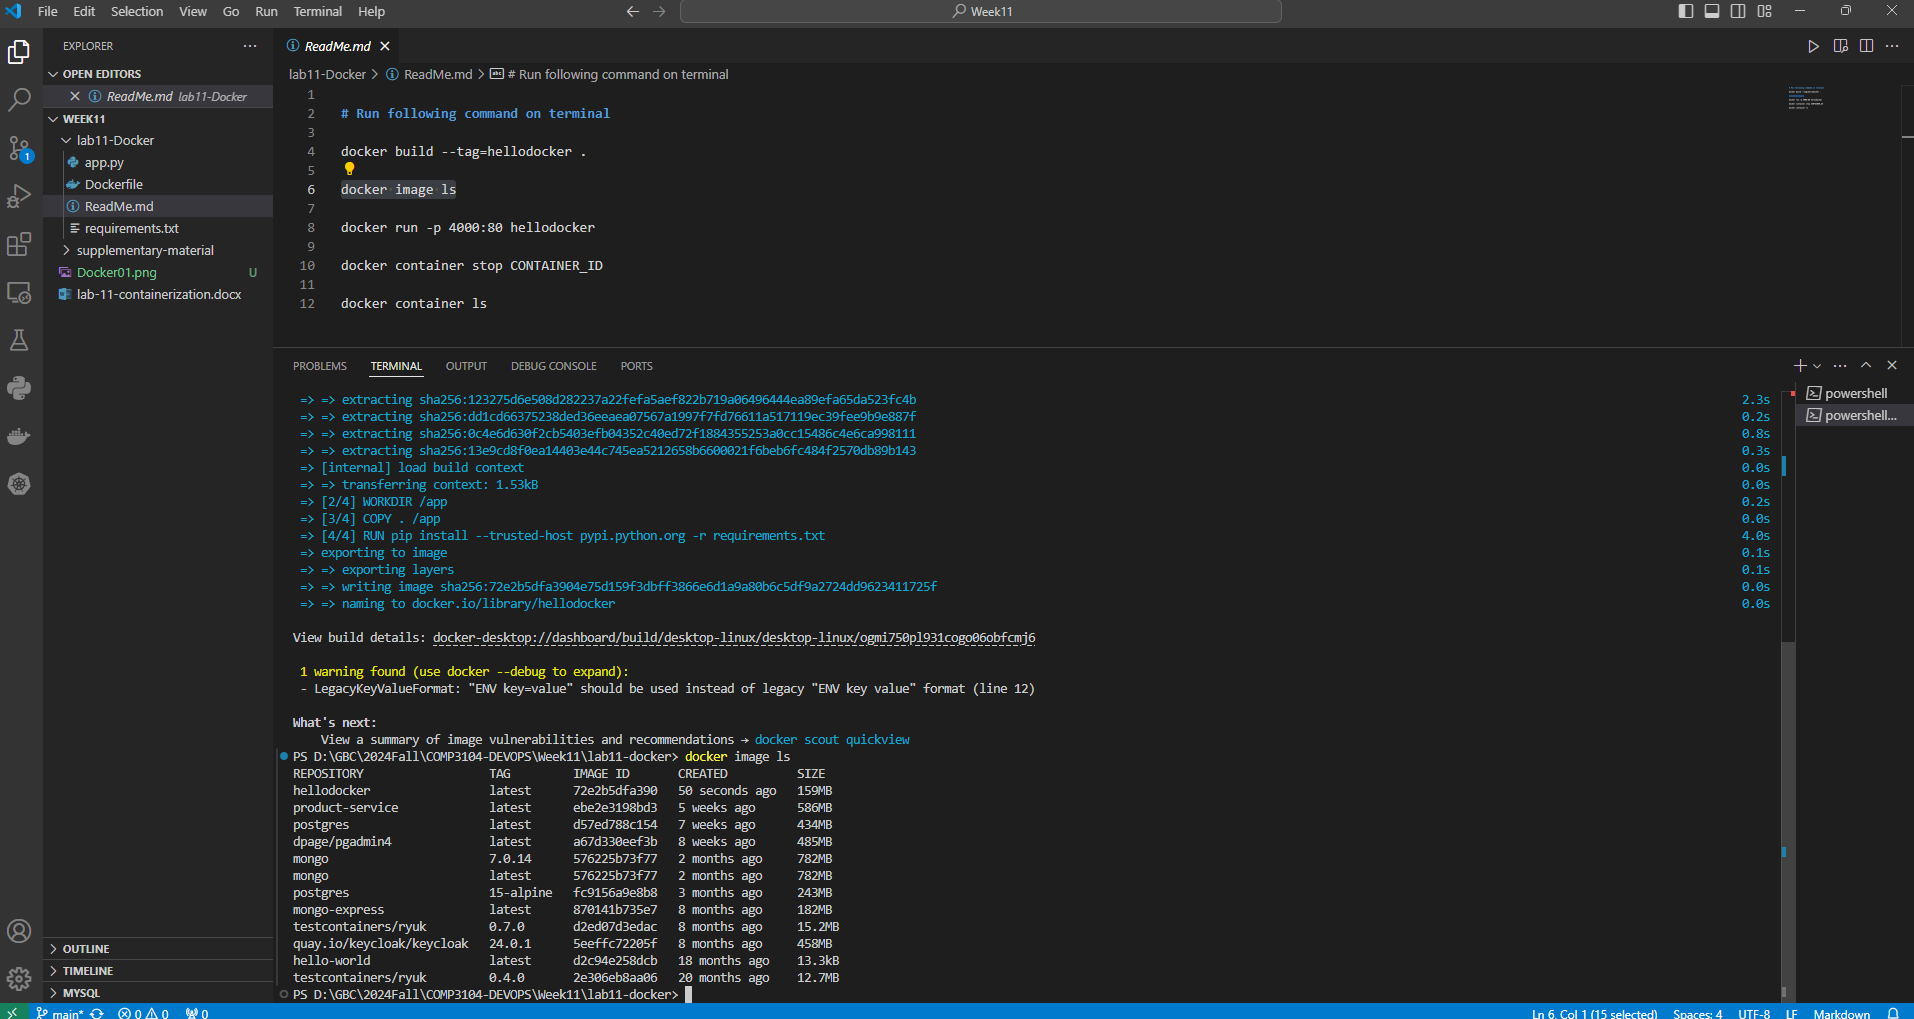 File Edit Selection View Go Run Terminal Help
Week11
EXPLORER
OPEN EDITORS
ReadMe.md lab11-Docker
WEEK11
lab11-Docker
app.py
Dockerfile
ReadMe.md
requirements.txt
supplementary-material
Docker01.png U
lab-11-containerization.docx
OUTLINE
TIMELINE
MYSQL
1
ReadMe.md
lab11-Docker > ReadMe.md > # Run following command on terminal
1
2 # Run following command on terminal
3
4 docker build --tag=hellodocker .
5
6 docker image ls
7
8 docker run -p 4000:80 hellodocker
9
10 docker container stop CONTAINER_ID
11
12 docker container ls
PROBLEMS TERMINAL OUTPUT DEBUG CONSOLE PORTS
powershell
powershell...
=> => extracting sha256:123275d6e508d282237a22fefa5aef822b719a06496444ea89efa65da523fc4b 2.3s
=> => extracting sha256:dd1cd66375238ded36eeaea07567a1997f7fd76611a517119ec39fee9b9e887f 0.2s
=> => extracting sha256:0c4e6d630f2cb5403efb04352c40ed72f1884355253a0cc15486c4e6ca998111 0.8s
=> => extracting sha256:13e9cd8f0ea14403e44c745ea5212658b6600021f6beb6fc484f2570db89b143 0.3s
=> [internal] load build context 0.0s
=> => transferring context: 1.53kB 0.0s
=> [2/4] WORKDIR /app 0.2s
=> [3/4] COPY . /app 0.0s
=> [4/4] RUN pip install --trusted-host pypi.python.org -r requirements.txt 4.0s
=> exporting to image 0.1s
=> => exporting layers 0.1s
=> => writing image sha256:72e2b5dfa3904e75d159f3dbff3866e6d1a9a80b6c5df9a2724dd9623411725f 0.0s
=> => naming to docker.io/library/hellodocker 0.0s
View build details: docker-desktop://dashboard/build/desktop-linux/desktop-linux/ogmi750pl931cogo06obfcmj6
1 warning found (use docker --debug to expand):
- LegacyKeyValueFormat: "ENV key=value" should be used instead of legacy "ENV key value" format (line 12)
What's next:
View a summary of image vulnerabilities and recommendations → docker scout quickview
PS D:\GBC\2024Fall\COMP3104-DEVOPS\Week11\lab11-docker> docker image ls
REPOSITORY TAG IMAGE ID CREATED SIZE
hellodocker latest 72e2b5dfa390 50 seconds ago 159MB
product-service latest ebe2e3198bd3 5 weeks ago 586MB
postgres latest d57ed788c154 7 weeks ago 434MB
dpage/pgadmin4 latest a67d330eef3b 8 weeks ago 485MB
mongo 7.0.14 576225b73f77 2 months ago 782MB
mongo latest 576225b73f77 2 months ago 782MB
postgres 15-alpine fc9156a9e8b8 3 months ago 243MB
mongo-express latest 870141b735e7 8 months ago 182MB
testcontainers/ryuk 0.7.0 d2ed07d3edac 8 months ago 15.2MB
quay.io/keycloak/keycloak 24.0.1 5eeffc72205f 8 months ago 458MB
hello-world latest d2c94e258dcb 18 months ago 13.3kB
testcontainers/ryuk 0.4.0 2e306eb8aa06 20 months ago 12.7MB
PS D:\GBC\2024Fall\COMP3104-DEVOPS\Week11\lab11-docker>
main* 0 0 0 Ln 6, Col 1 (15 selected) Spaces: 4 UTF-8 LF Markdown